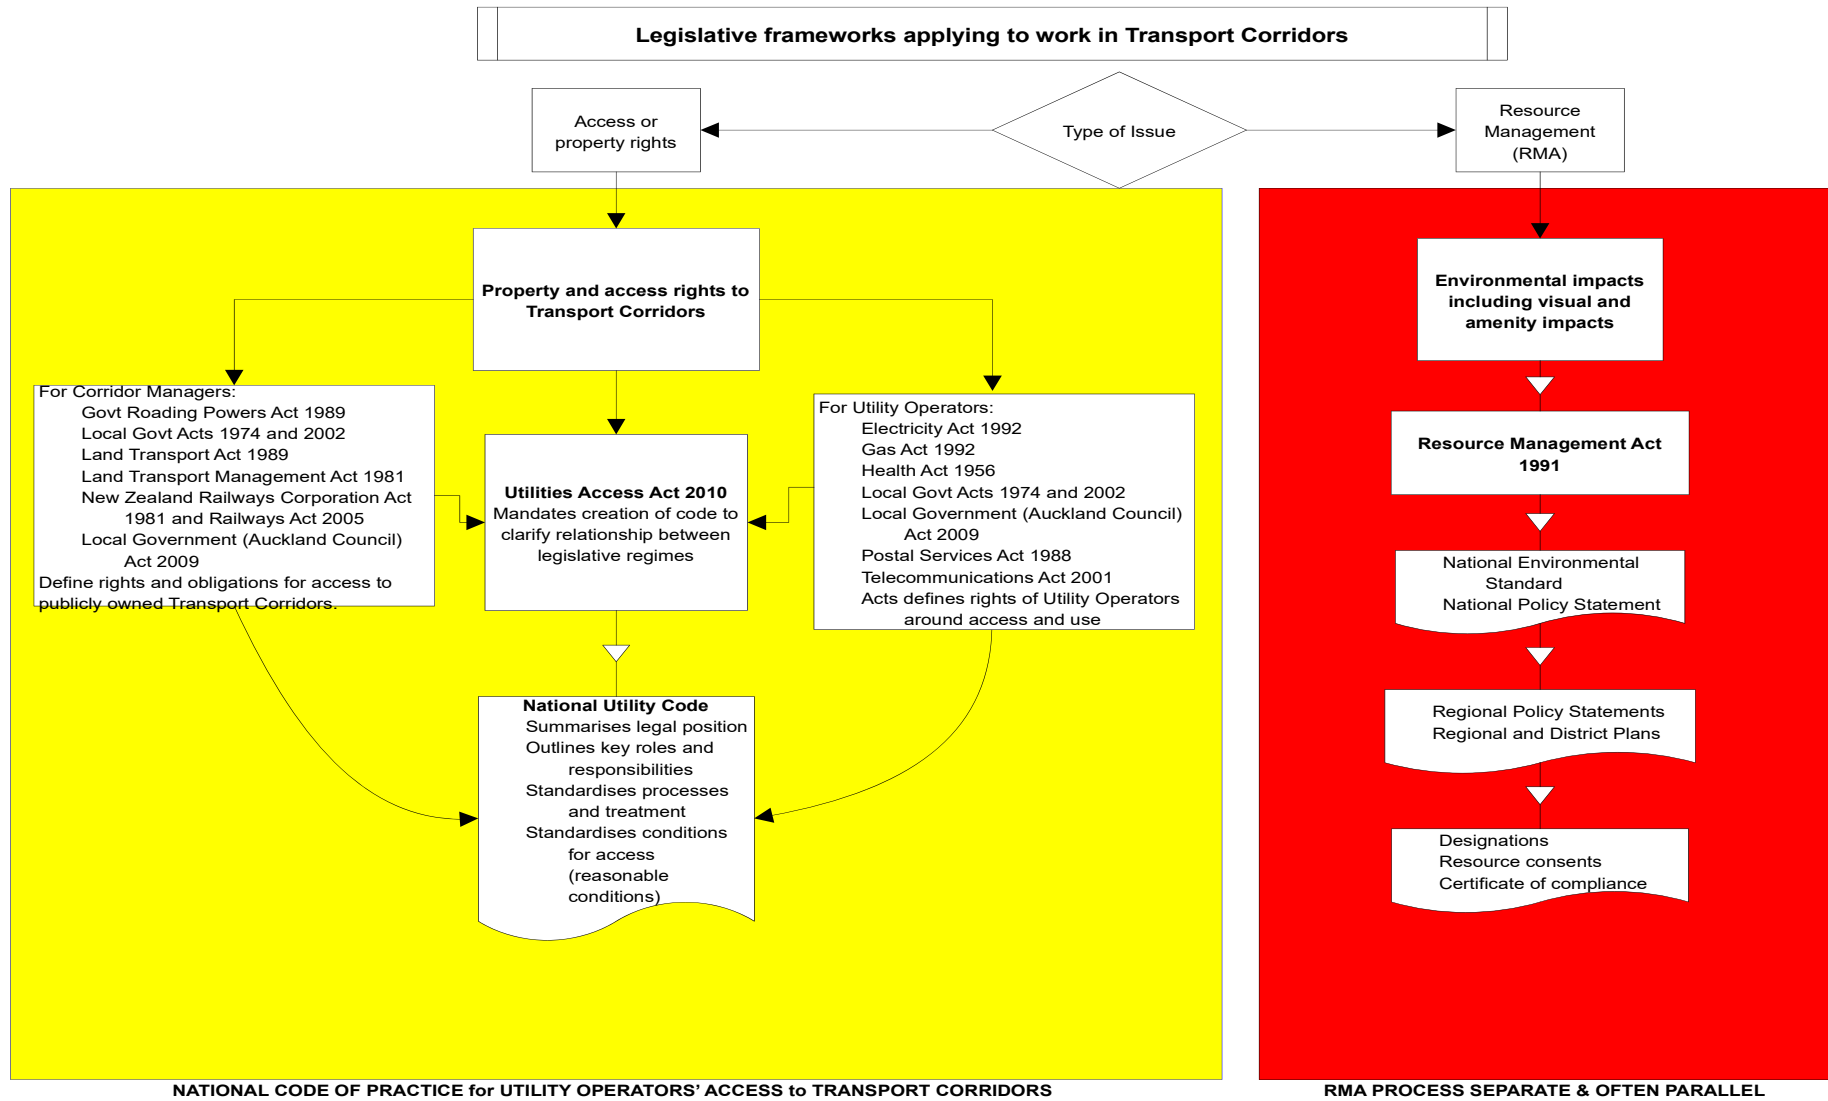 Legislative frameworks applying to work in Transport Corridors
Access or
property rights
Type of Issue
Resource
Management
(RMA)
Property and access rights to
Transport Corridors
For Corridor Managers:
Govt Roading Powers Act 1989
Local Govt Acts 1974 and 2002
Land Transport Act 1989
Land Transport Management Act 1981
New Zealand Railways Corporation Act
1981 and Railways Act 2005
Local Government (Auckland Council)
Act 2009
Define rights and obligations for access to
publicly owned Transport Corridors.
Utilities Access Act 2010
Mandates creation of code to
clarify relationship between
legislative regimes
For Utility Operators:
Electricity Act 1992
Gas Act 1992
Health Act 1956
Local Govt Acts 1974 and 2002
Local Government (Auckland Council)
Act 2009
Postal Services Act 1988
Telecommunications Act 2001
Acts defines rights of Utility Operators
around access and use
National Utility Code
Summarises legal position
Outlines key roles and
responsibilities
Standardises processes
and treatment
Standardises conditions
for access
(reasonable
conditions)
NATIONAL CODE OF PRACTICE for UTILITY OPERATORS’ ACCESS to TRANSPORT CORRIDORS
Environmental impacts
including visual and
amenity impacts
Resource Management Act
1991
National Environmental
Standard
National Policy Statement
Regional Policy Statements
Regional and District Plans
Designations
Resource consents
Certificate of compliance
RMA PROCESS SEPARATE & OFTEN PARALLEL